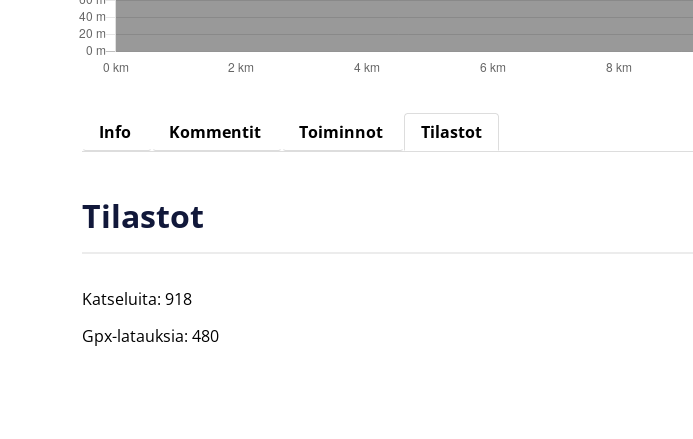 60 m
40 m
20 m
0 m
0 km 2 km 4 km 6 km 8 km
Info Kommentit Toiminnot Tilastot
Tilastot
Katseluita: 918
Gpx-latauksia: 480